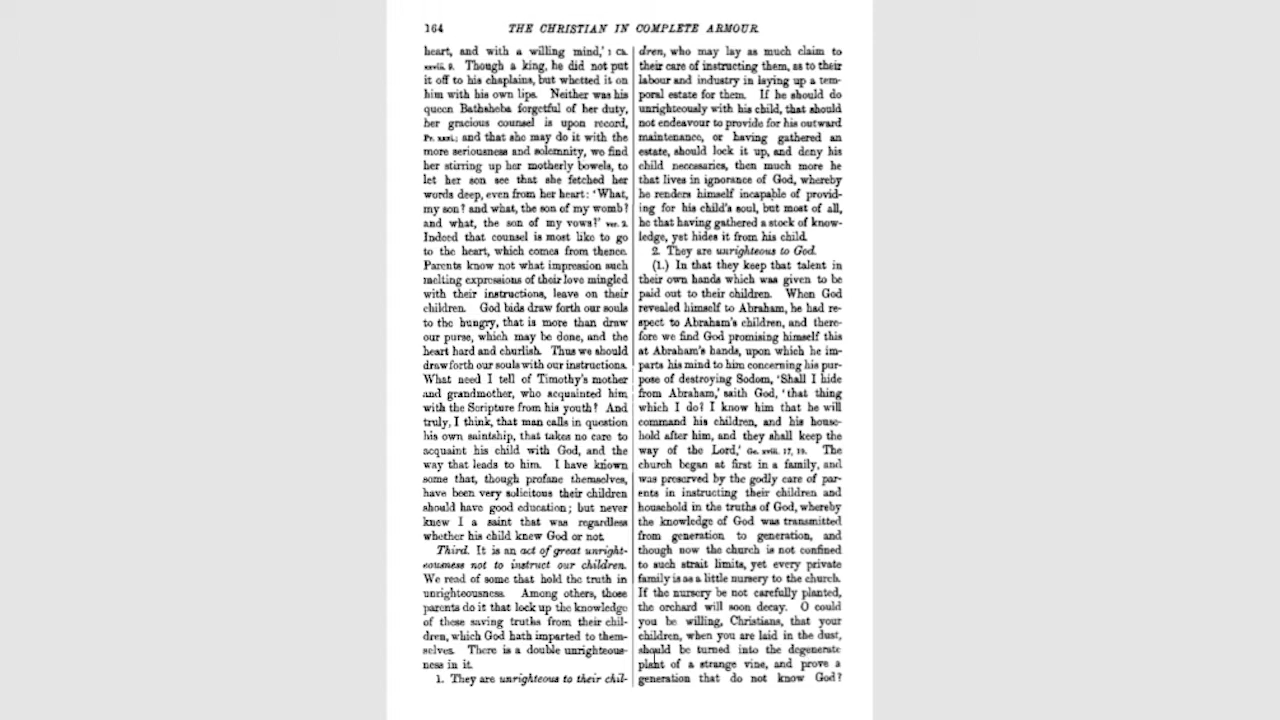 164 THE CHRISTIAN IN COMPLETE ARMOUR.
heart, and with a willing mind,' 1 Ch.
xxviii. 9. Though a king, he did not put
it off to his chaplains, but whetted it on
him with his own lips. Neither was his
queen Bathsheba forgetful of her duty,
her gracious counsel is upon record,
Pr. xxxi.; and that she may do it with the
more seriousness and solemnity, we find
her stirring up her motherly bowels, to
let her son see that she fetched her
words deep, even from her heart: 'What,
my son? and what, the son of my womb?
and what, the son of my vows?' ver. 2.
Indeed that counsel is most like to go
to the heart, which comes from thence.
Parents know not what impression such
melting expressions of their love mingled
with their instructions, leave on their
children. God bids draw forth our souls
to the hungry, that is more than draw
our purse, which may be done, and the
heart hard and churlish. Thus we should
draw forth our souls with our instructions.
What need I tell of Timothy's mother
and grandmother, who acquainted him
with the Scripture from his youth? And
truly, I think, that man calls in question
his own saintship, that takes no care to
acquaint his child with God, and the
way that leads to him. I have known
some that, though profane themselves,
have been very solicitous their children
should have good education; but never
knew I a saint that was regardless
whether his child knew God or not.
Third. It is an act of great unright-
eousness not to instruct our children.
We read of some that hold the truth in
unrighteousness. Among others, those
parents do it that lock up the knowledge
of these saving truths from their chil-
dren, which God hath imparted to them-
selves. There is a double unrighteous-
ness in it.
1. They are unrighteous to their chil-
dren, who may lay as much claim to
their care of instructing them, as to their
labour and industry in laying up a tem-
poral estate for them. If he should do
unrighteously with his child, that should
not endeavour to provide for his outward
maintenance, or having gathered an
estate, should lock it up, and deny his
child necessaries, then much more he
that lives in ignorance of God, whereby
he renders himself incapable of provid-
ing for his child's soul, but most of all,
he that having gathered a stock of know-
ledge, yet hides it from his child.
2. They are unrighteous to God.
(1.) In that they keep that talent in
their own hands which was given to be
paid out to their children. When God
revealed himself to Abraham, he had re-
spect to Abraham's children, and there-
fore we find God promising himself this
at Abraham's hands, upon which he im-
parts his mind to him concerning his pur-
pose of destroying Sodom, 'Shall I hide
from Abraham,' saith God, 'that thing
which I do? I know him that he will
command his children, and his house-
hold after him, and they shall keep the
way of the Lord,' Ge. xviii. 17, 19. The
church began at first in a family, and
was preserved by the godly care of par-
ents in instructing their children and
household in the truths of God, whereby
the knowledge of God was transmitted
from generation to generation, and
though now the church is not confined
to such strait limits, yet every private
family is as a little nursery to the church.
If the nursery be not carefully planted,
the orchard will soon decay. O could
you be willing, Christians, that your
children, when you are laid in the dust,
should be turned into the degenerate
plant of a strange vine, and prove a
generation that do not know God?